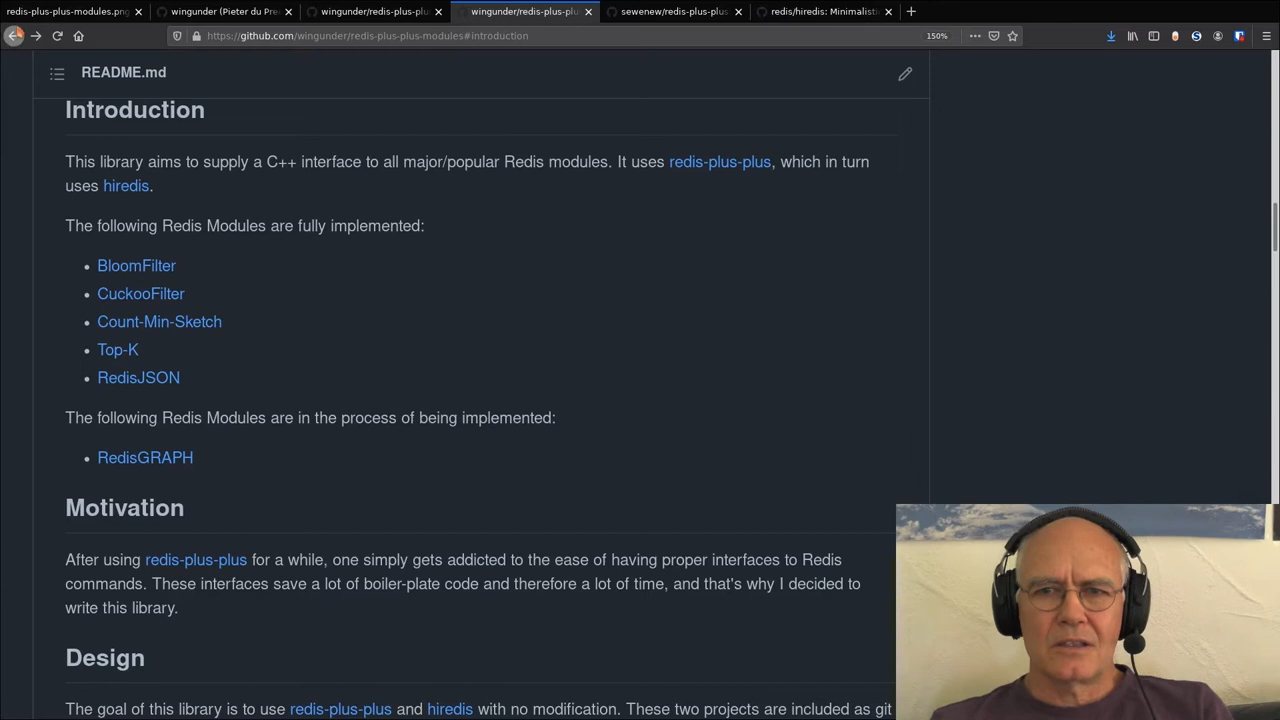 redis-plus-plus-modules.png
wingunder (Pieter du Pre
wingunder/redis-plus-plus
wingunder/redis-plus-plus
sewenew/redis-plus-plus
redis/hiredis: Minimalistic
https://github.com/wingunder/redis-plus-plus-modules#introduction
150%
README.md
Introduction
This library aims to supply a C++ interface to all major/popular Redis modules. It uses redis-plus-plus, which in turn
uses hiredis.
The following Redis Modules are fully implemented:
BloomFilter
CuckooFilter
Count-Min-Sketch
Top-K
RedisJSON
The following Redis Modules are in the process of being implemented:
RedisGRAPH
Motivation
After using redis-plus-plus for a while, one simply gets addicted to the ease of having proper interfaces to Redis
commands. These interfaces save a lot of boiler-plate code and therefore a lot of time, and that's why I decided to
write this library.
Design
The goal of this library is to use redis-plus-plus and hiredis with no modification. These two projects are included as git